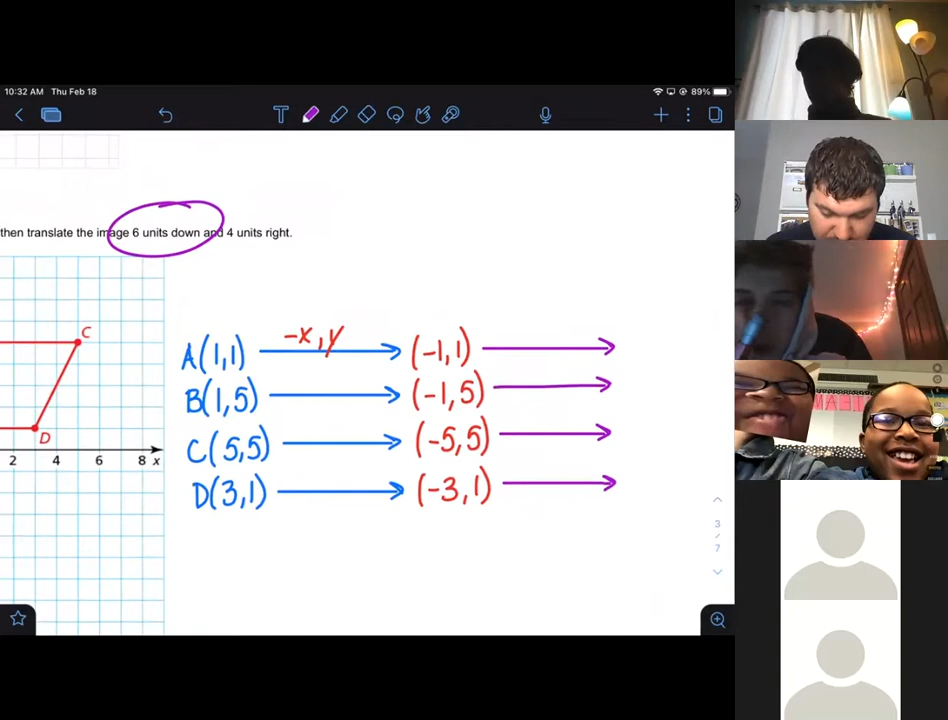 10:32 AM Thu Feb 18
89%
then translate the image 6 units down and 4 units right.
C
D
2 4 6 8 x
-x, y
A(1,1) (-1,1)
B(1,5) (-1,5)
C(5,5) (-5,5)
D(3,1) (-3,1)
3
/
7